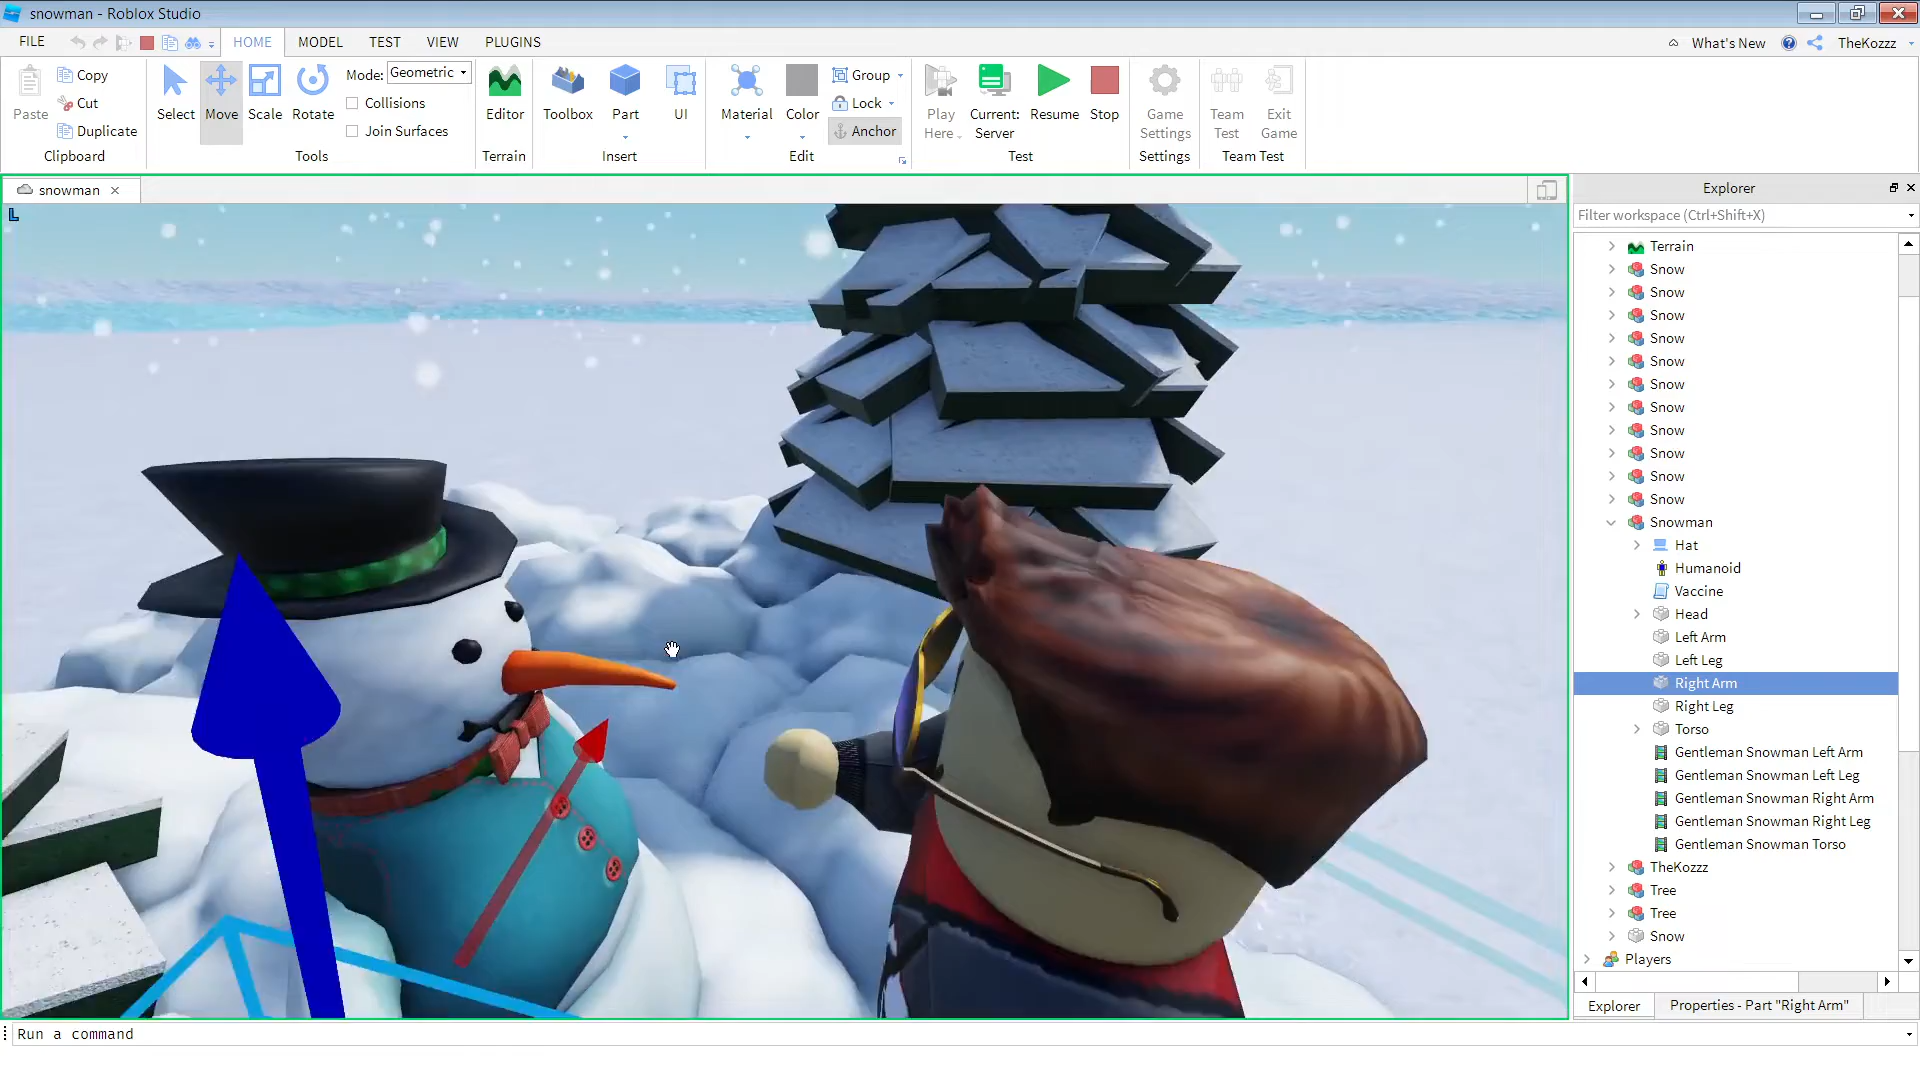 snowman - Roblox Studio
FILE HOME MODEL TEST VIEW PLUGINS What's New TheKozzz
Paste Copy Cut Duplicate Clipboard
Select Move Scale Rotate Mode: Geometric Collisions Join Surfaces Tools
Editor Terrain
Toolbox Part UI Insert
Material Color Group Lock Anchor Edit
Play Here Current: Server Resume Stop Test
Game Settings Settings
Team Test Exit Game Team Test
snowman
L
Explorer
Filter workspace (Ctrl+Shift+X)
Terrain
Snow
Snow
Snow
Snow
Snow
Snow
Snow
Snow
Snow
Snow
Snow
Snowman
Hat
Humanoid
Vaccine
Head
Left Arm
Left Leg
Right Arm
Right Leg
Torso
Gentleman Snowman Left Arm
Gentleman Snowman Left Leg
Gentleman Snowman Right Arm
Gentleman Snowman Right Leg
Gentleman Snowman Torso
TheKozzz
Tree
Tree
Snow
Players
Explorer Properties - Part "Right Arm"
Run a command